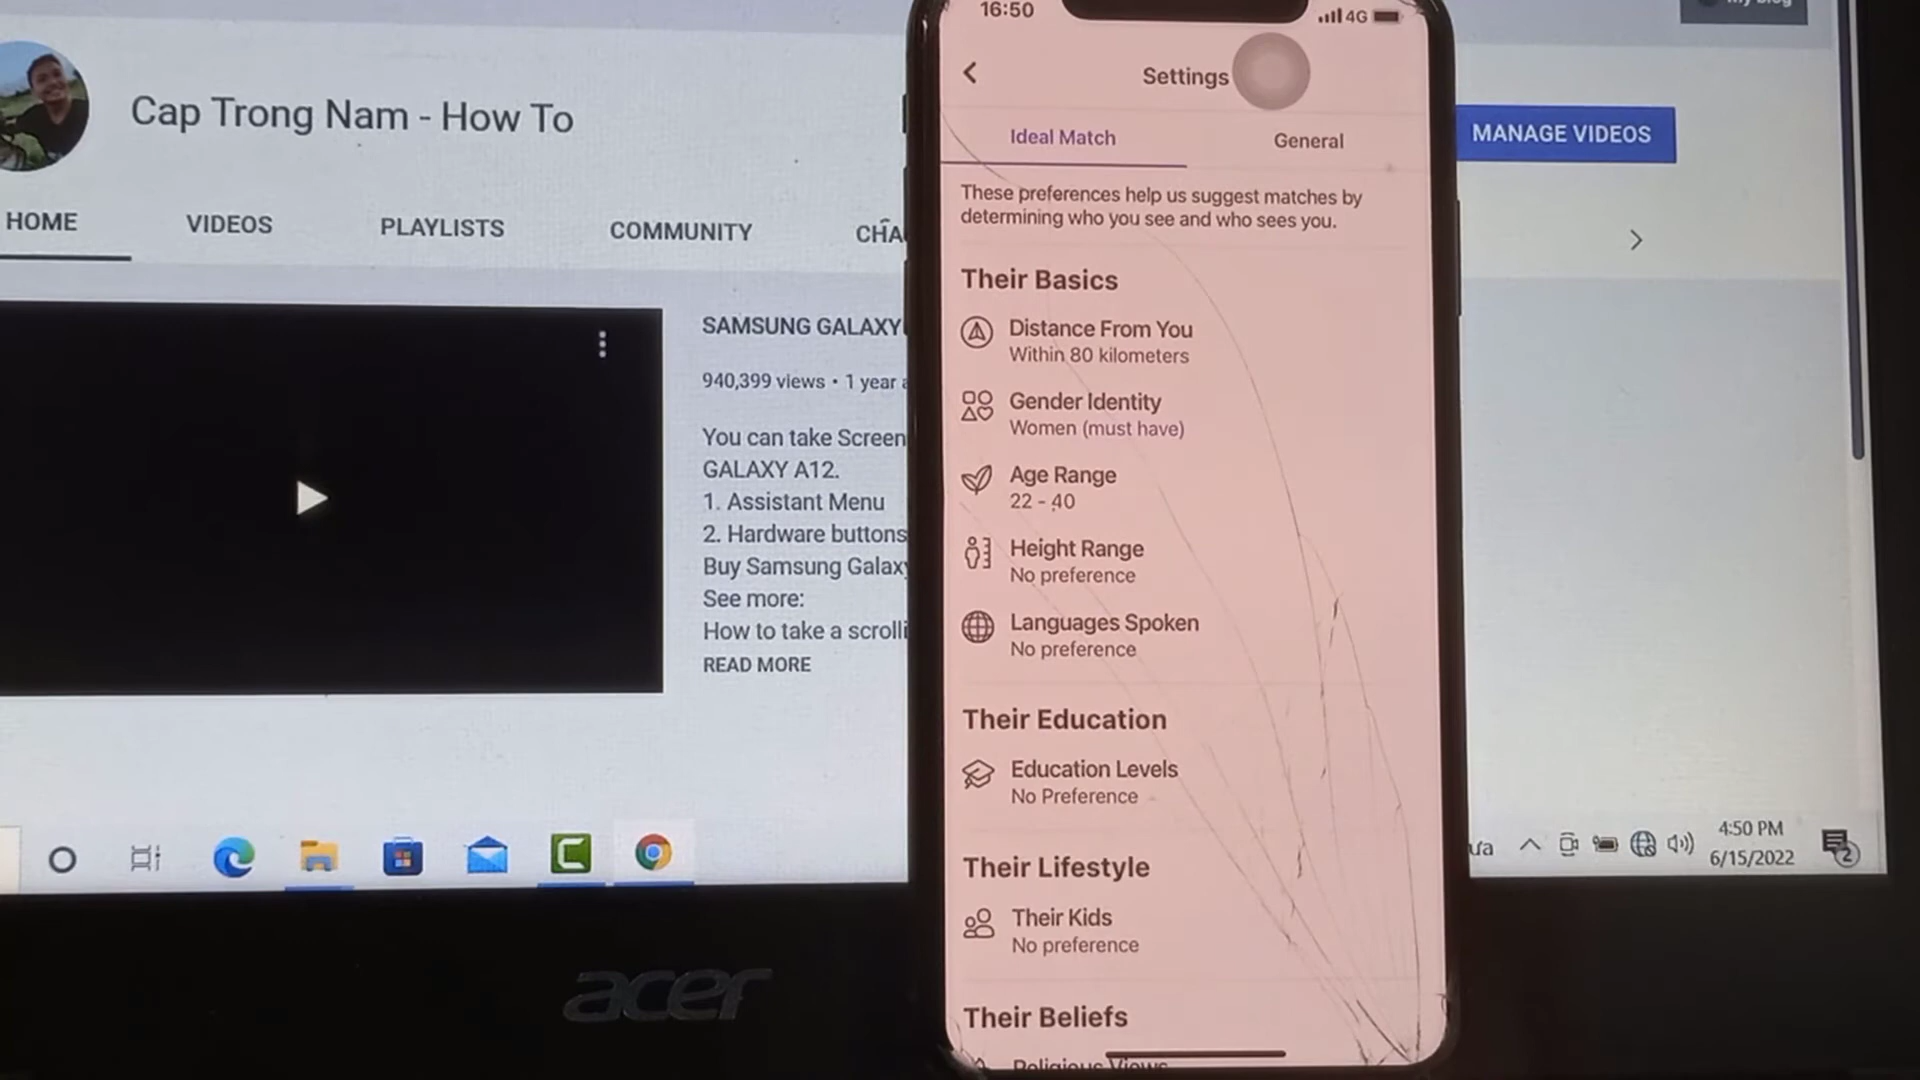 Cap Trong Nam - How To
MANAGE VIDEOS
HOME
VIDEOS
PLAYLISTS
COMMUNITY
SAMSUNG GALAXY
940,399 views • 1 year
You can take Screen
GALAXY A12.
1. Assistant Menu
2. Hardware buttons
Buy Samsung Galaxy
See more:
How to take a scrolli
READ MORE
16:50
4G
Settings
Ideal Match
General
These preferences help us suggest matches by
determining who you see and who sees you.
Their Basics
Distance From You
Within 80 kilometers
Gender Identity
Women (must have)
Age Range
22 - 40
Height Range
No preference
Languages Spoken
No preference
Their Education
Education Levels
No Preference
Their Lifestyle
Their Kids
No preference
Their Beliefs
Religious Views
4:50 PM
6/15/2022
2
acer